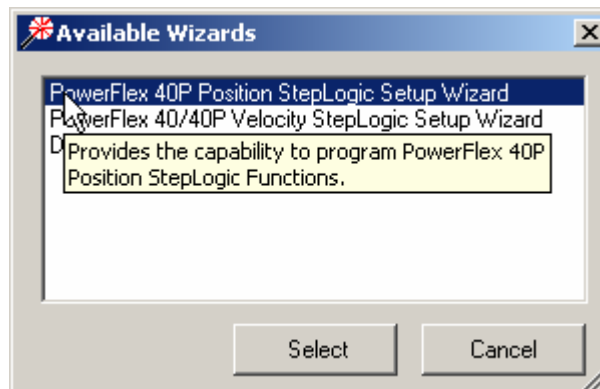 Available Wizards
PowerFlex 40P Position StepLogic Setup Wizard
PowerFlex 40/40P Velocity StepLogic Setup Wizard
Provides the capability to program PowerFlex 40P
Position StepLogic Functions.
Select
Cancel